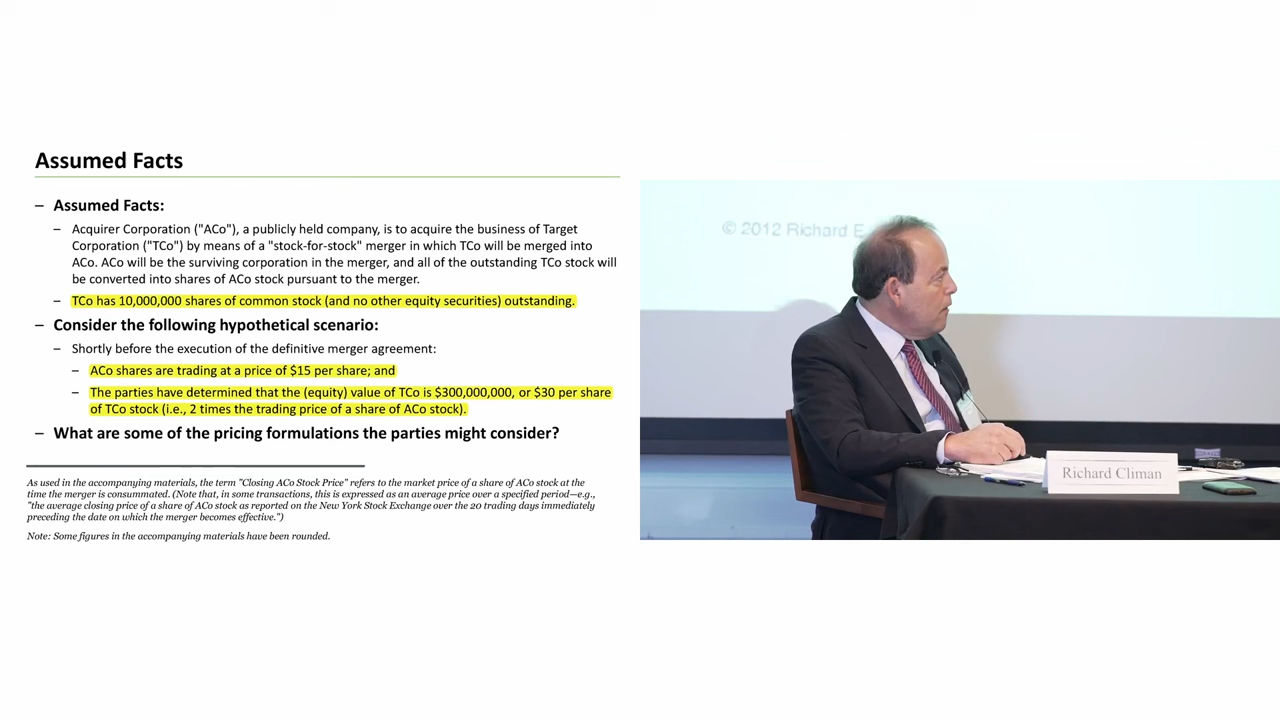 Assumed Facts
– Assumed Facts:
– Acquirer Corporation ("ACo"), a publicly held company, is to acquire the business of Target
Corporation ("TCo") by means of a "stock-for-stock" merger in which TCo will be merged into
ACo. ACo will be the surviving corporation in the merger, and all of the outstanding TCo stock will
be converted into shares of ACo stock pursuant to the merger.
– TCo has 10,000,000 shares of common stock (and no other equity securities) outstanding.
– Consider the following hypothetical scenario:
– Shortly before the execution of the definitive merger agreement:
– ACo shares are trading at a price of $15 per share; and
– The parties have determined that the (equity) value of TCo is $300,000,000, or $30 per share
of TCo stock (i.e., 2 times the trading price of a share of ACo stock).
– What are some of the pricing formulations the parties might consider?
As used in the accompanying materials, the term "Closing ACo Stock Price" refers to the market price of a share of ACo stock at the
time the merger is consummated. (Note that, in some transactions, this is expressed as an average price over a specified period—e.g.,
"the average closing price of a share of ACo stock as reported on the New York Stock Exchange over the 20 trading days immediately
preceding the date on which the merger becomes effective.")
Note: Some figures in the accompanying materials have been rounded.
© 2012 Richard E.
Richard Climan